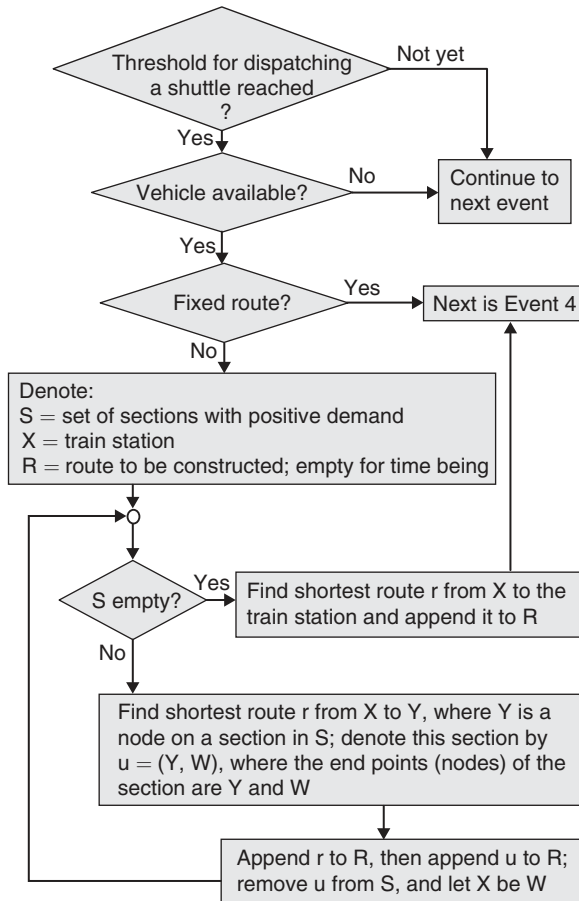 Threshold for dispatching
a shuttle reached
?
Not yet
Yes
Vehicle available?
No
Continue to
next event
Yes
Fixed route?
Yes
Next is Event 4
No
Denote:
S = set of sections with positive demand
X = train station
R = route to be constructed; empty for time being
S empty?
Yes
Find shortest route r from X to the
train station and append it to R
No
Find shortest route r from X to Y, where Y is a
node on a section in S; denote this section by
u = (Y, W), where the end points (nodes) of the
section are Y and W
Append r to R, then append u to R;
remove u from S, and let X be W